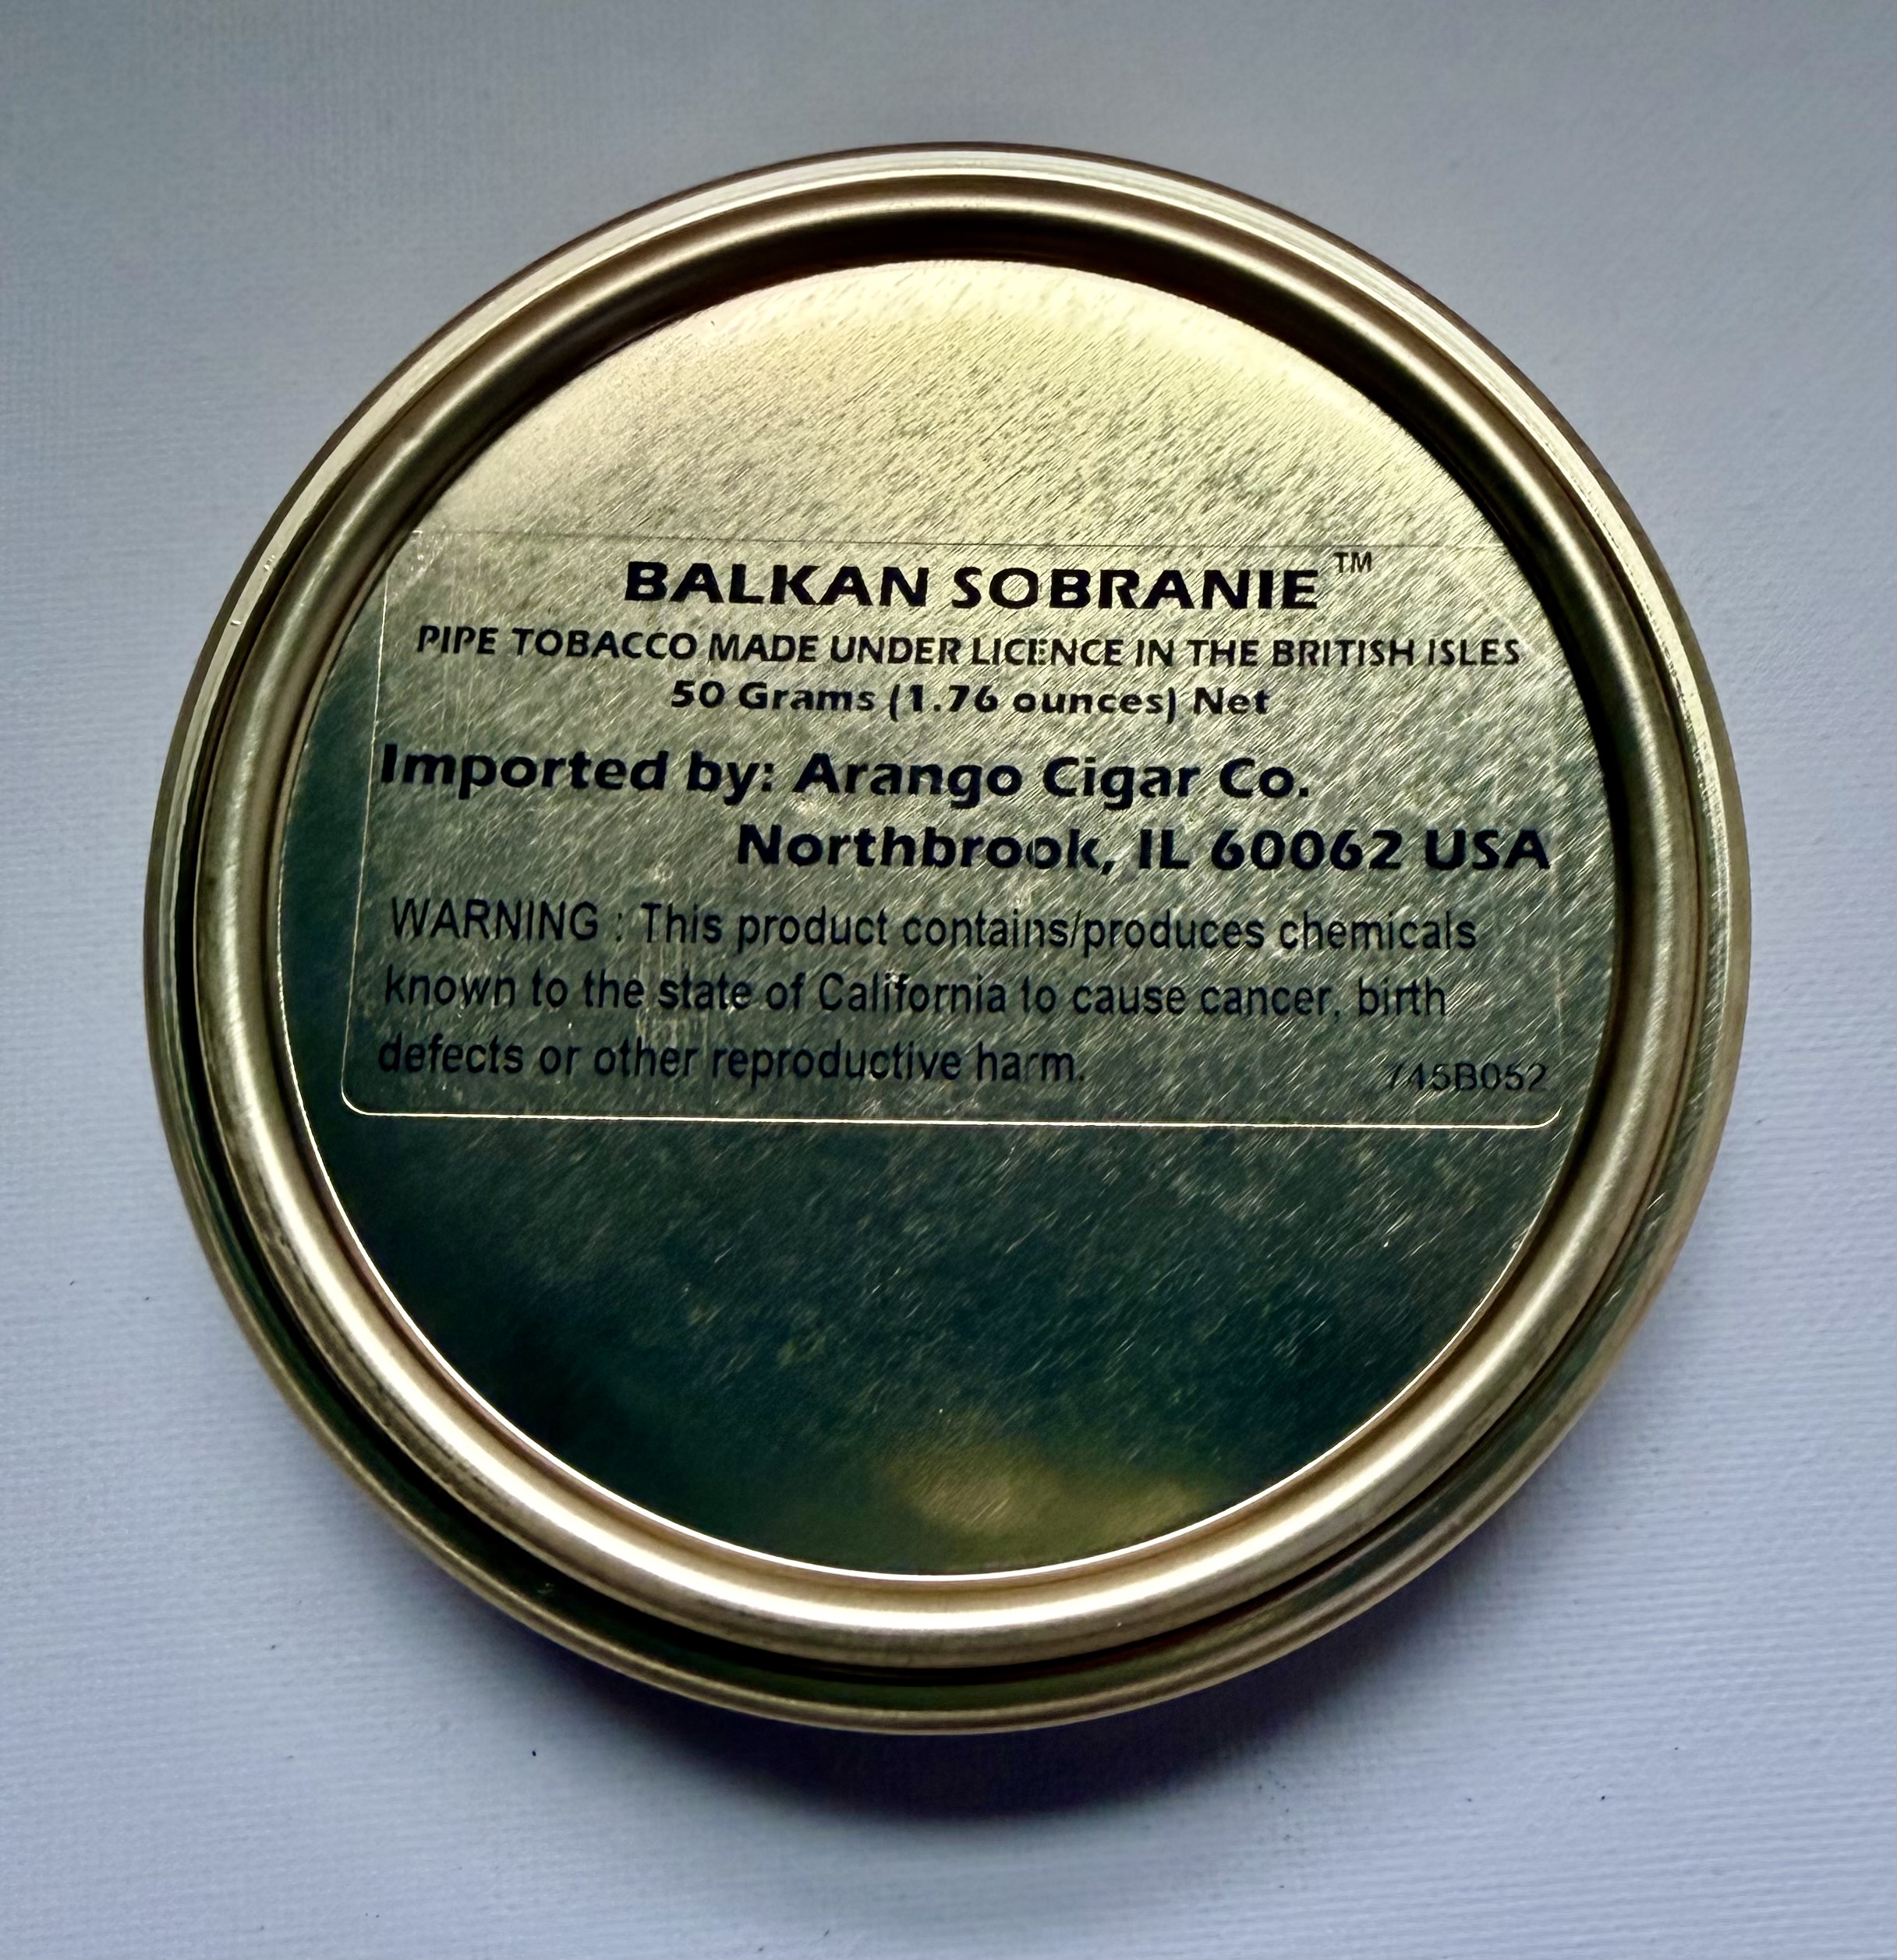 BALKAN SOBRANIE™
PIPE TOBACCO MADE UNDER LICENCE IN THE BRITISH ISLES
50 Grams (1.76 ounces) Net
Imported by: Arango Cigar Co.
Northbrook, IL 60062 USA
WARNING : This product contains/produces chemicals
known to the state of California to cause cancer, birth
defects or other reproductive harm.
745B052